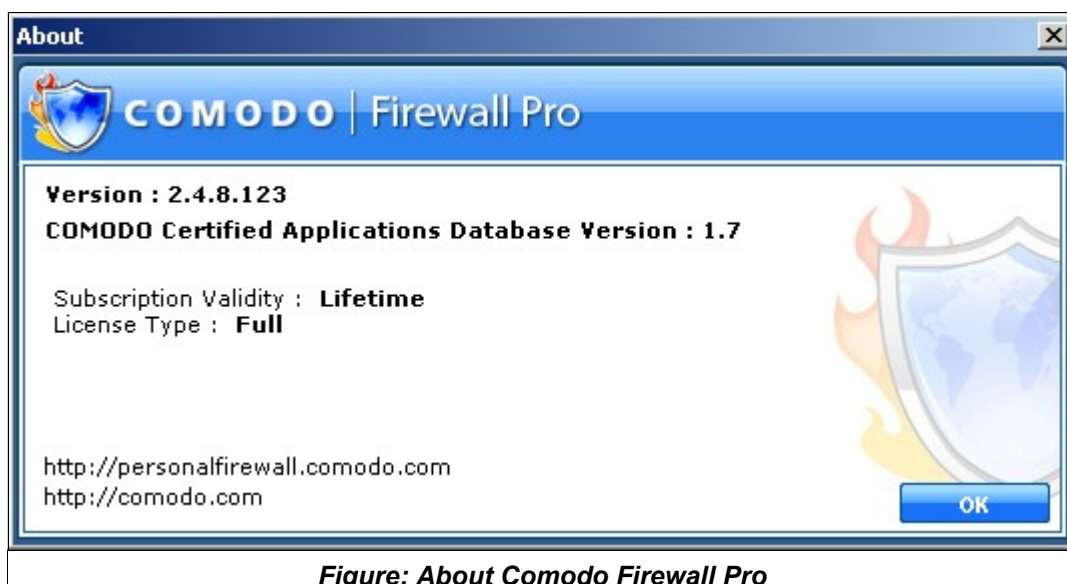 About
COMODO | Firewall Pro
Version : 2.4.8.123
COMODO Certified Applications Database Version : 1.7
Subscription Validity : Lifetime
License Type : Full
http://personalfirewall.comodo.com
http://comodo.com
OK
Figure: About Comodo Firewall Pro